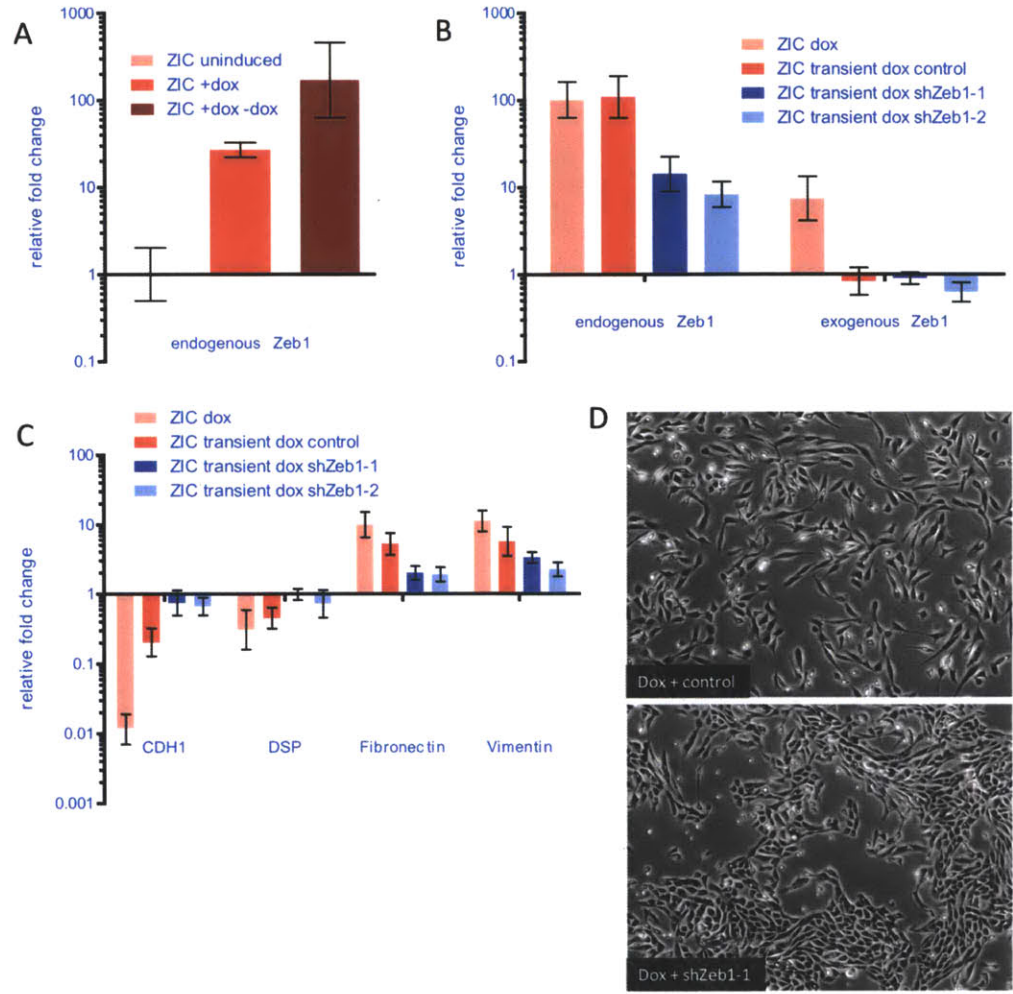 A
1000
100
10
1
0.1
relative fold change
ZIC uninduced
ZIC +dox
ZIC +dox -dox
endogenous Zeb1
B
1000
100
10
1
0.1
relative fold change
ZIC dox
ZIC transient dox control
ZIC transient dox shZeb1-1
ZIC transient dox shZeb1-2
endogenous Zeb1
exogenous Zeb1
C
ZIC dox
ZIC transient dox control
ZIC transient dox shZeb1-1
ZIC transient dox shZeb1-2
100
10
1
0.1
0.01
0.001
relative fold change
CDH1
DSP
Fibronectin
Vimentin
D
Dox + control
Dox + shZeb1-1